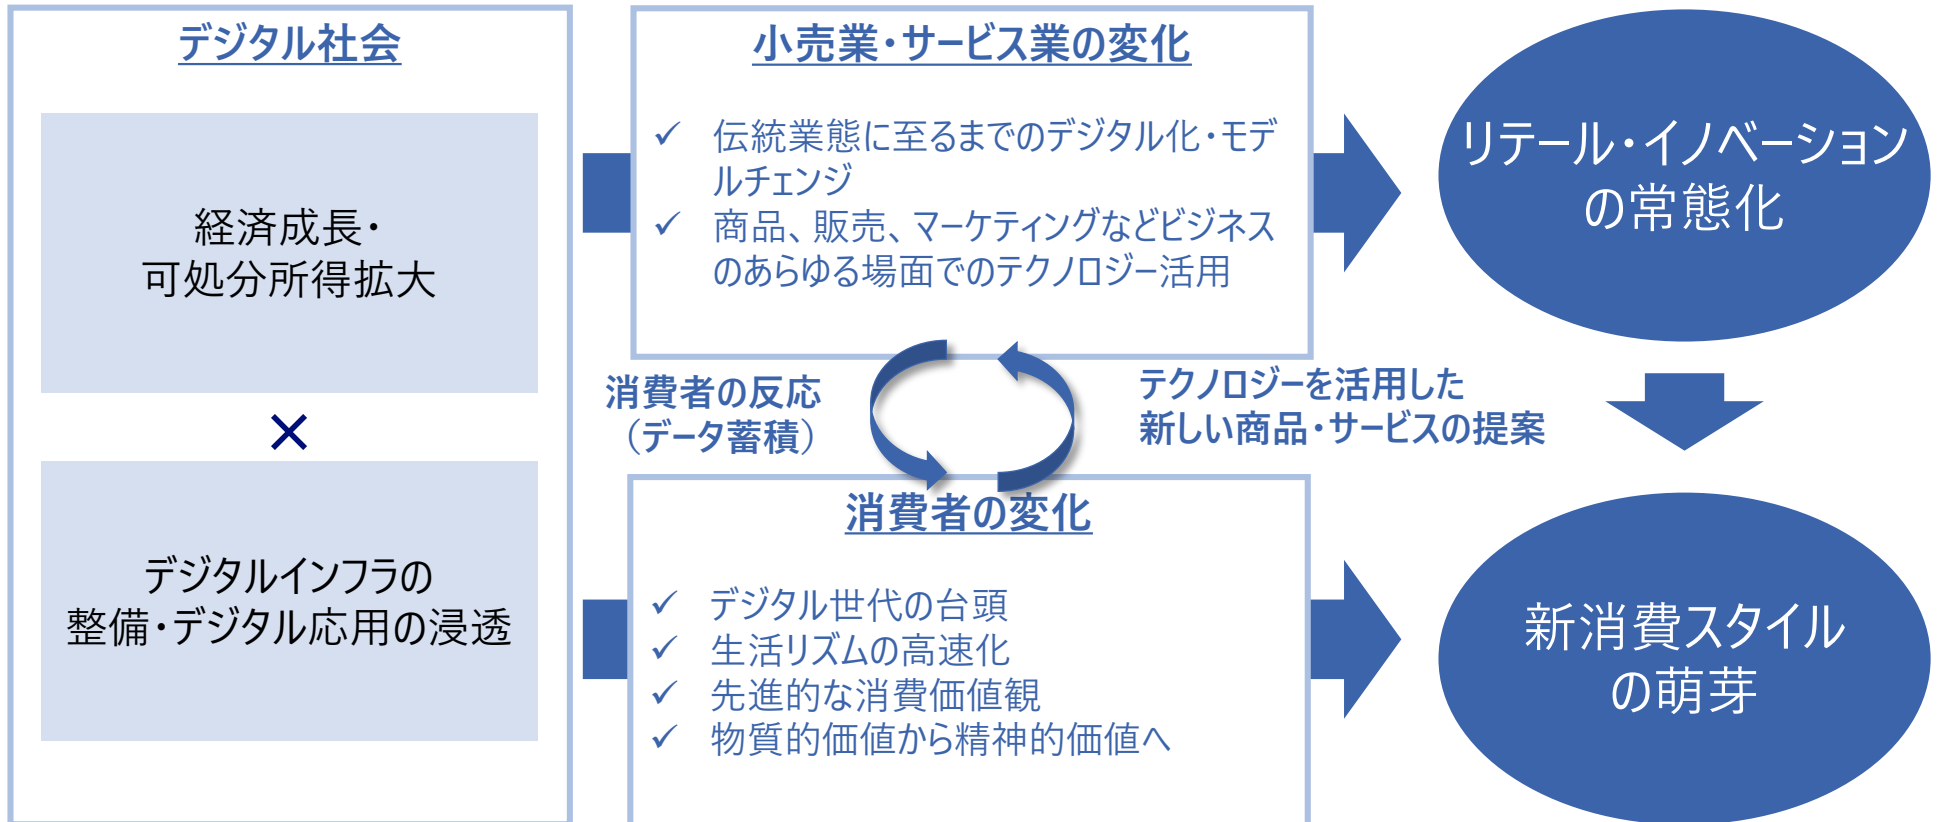 デジタル社会
経済成長・
可処分所得拡大
×
デジタルインフラの
整備・デジタル応用の浸透
小売業・サービス業の変化
✓ 伝統業態に至るまでのデジタル化・モデ
ルチェンジ
✓ 商品、販売、マーケティングなどビジネス
のあらゆる場面でのテクノロジー活用
消費者の反応
（データ蓄積）
テクノロジーを活用した
新しい商品・サービスの提案
消費者の変化
✓ デジタル世代の台頭
✓ 生活リズムの高速化
✓ 先進的な消費価値観
✓ 物質的価値から精神的価値へ
リテール・イノベーション
の常態化
新消費スタイル
の萌芽